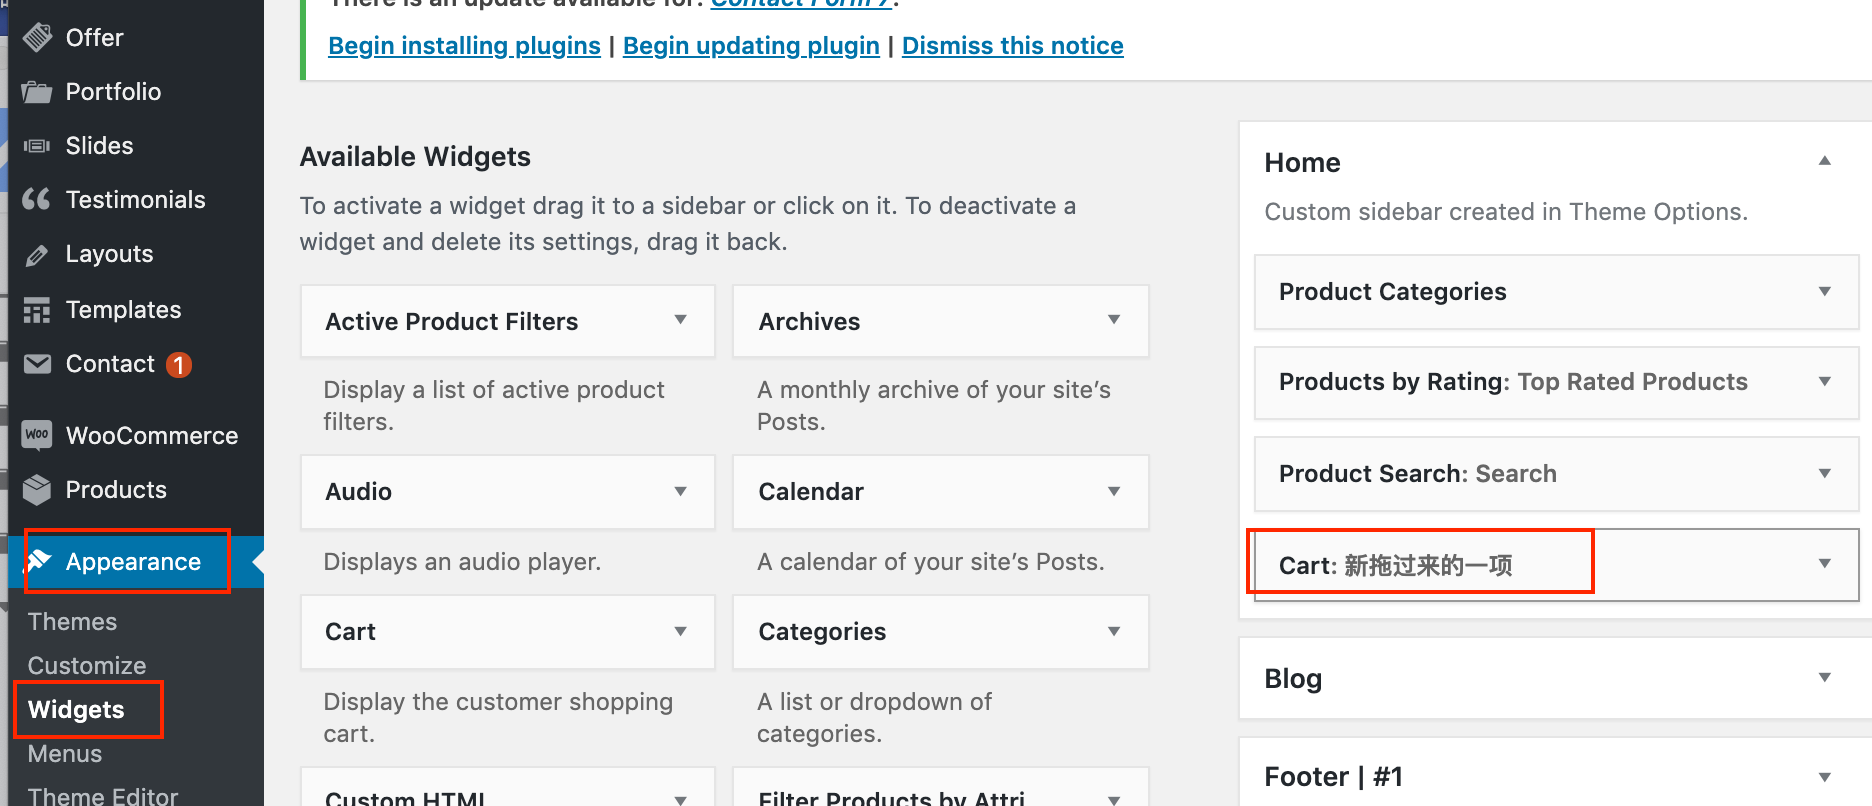 Offer
Portfolio
Slides
Testimonials
Layouts
Templates
Contact 1
WooCommerce
Products
Appearance
Themes
Customize
Widgets
Menus
Theme Editor
There is an update available for: Contact Form 7.
Begin installing plugins | Begin updating plugin | Dismiss this notice
Available Widgets
To activate a widget drag it to a sidebar or click on it. To deactivate a
widget and delete its settings, drag it back.
Active Product Filters
Display a list of active product
filters.
Archives
A monthly archive of your site’s
Posts.
Audio
Displays an audio player.
Calendar
A calendar of your site’s Posts.
Cart
Display the customer shopping
cart.
Categories
A list or dropdown of
categories.
Custom HTML
Filter Products by Attri
Home
Custom sidebar created in Theme Options.
Product Categories
Products by Rating: Top Rated Products
Product Search: Search
Cart: 新拖过来的一项
Blog
Footer | #1